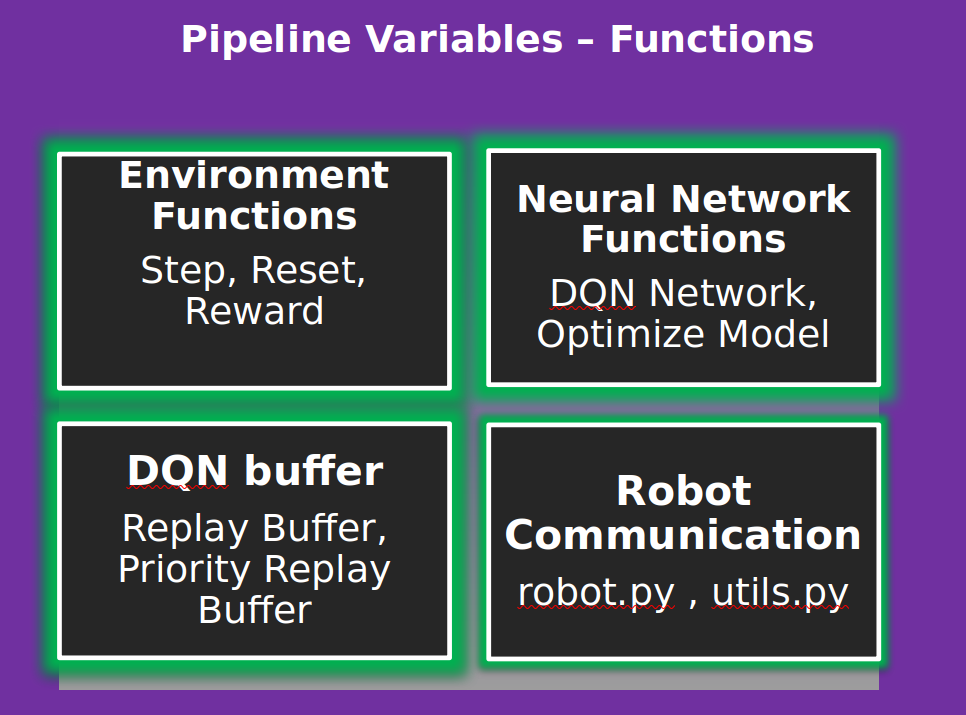 Pipeline Variables – Functions
Environment
Functions
Step, Reset,
Reward
Neural Network
Functions
DQN Network,
Optimize Model
DQN buffer
Replay Buffer,
Priority Replay
Buffer
Robot
Communication
robot.py , utils.py